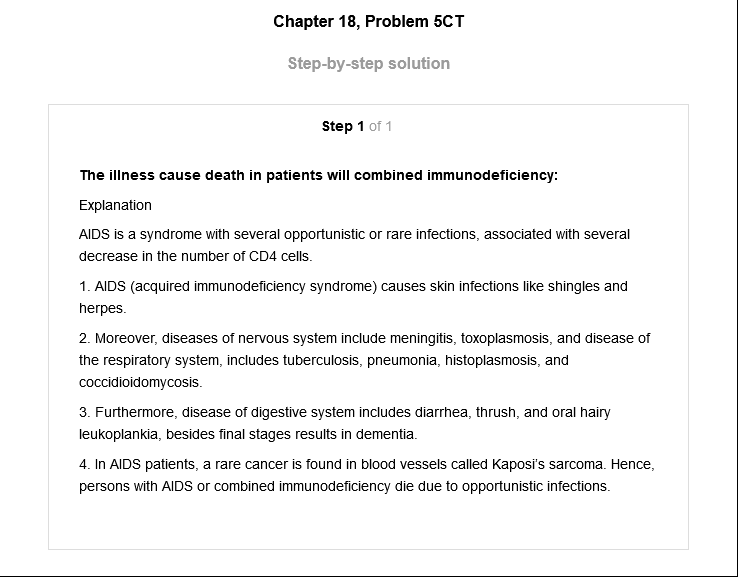 Chapter 18, Problem 5CT
Step-by-step solution
Step 1 of 1
The illness cause death in patients will combined immunodeficiency:
Explanation
AIDS is a syndrome with several opportunistic or rare infections, associated with several
decrease in the number of CD4 cells.
1. AIDS (acquired immunodeficiency syndrome) causes skin infections like shingles and
herpes.
2. Moreover, diseases of nervous system include meningitis, toxoplasmosis, and disease of
the respiratory system, includes tuberculosis, pneumonia, histoplasmosis, and
coccidioidomycosis.
3. Furthermore, disease of digestive system includes diarrhea, thrush, and oral hairy
leukoplankia, besides final stages results in dementia.
4. In AIDS patients, a rare cancer is found in blood vessels called Kaposi's sarcoma. Hence,
persons with AIDS or combined immunodeficiency die due to opportunistic infections.